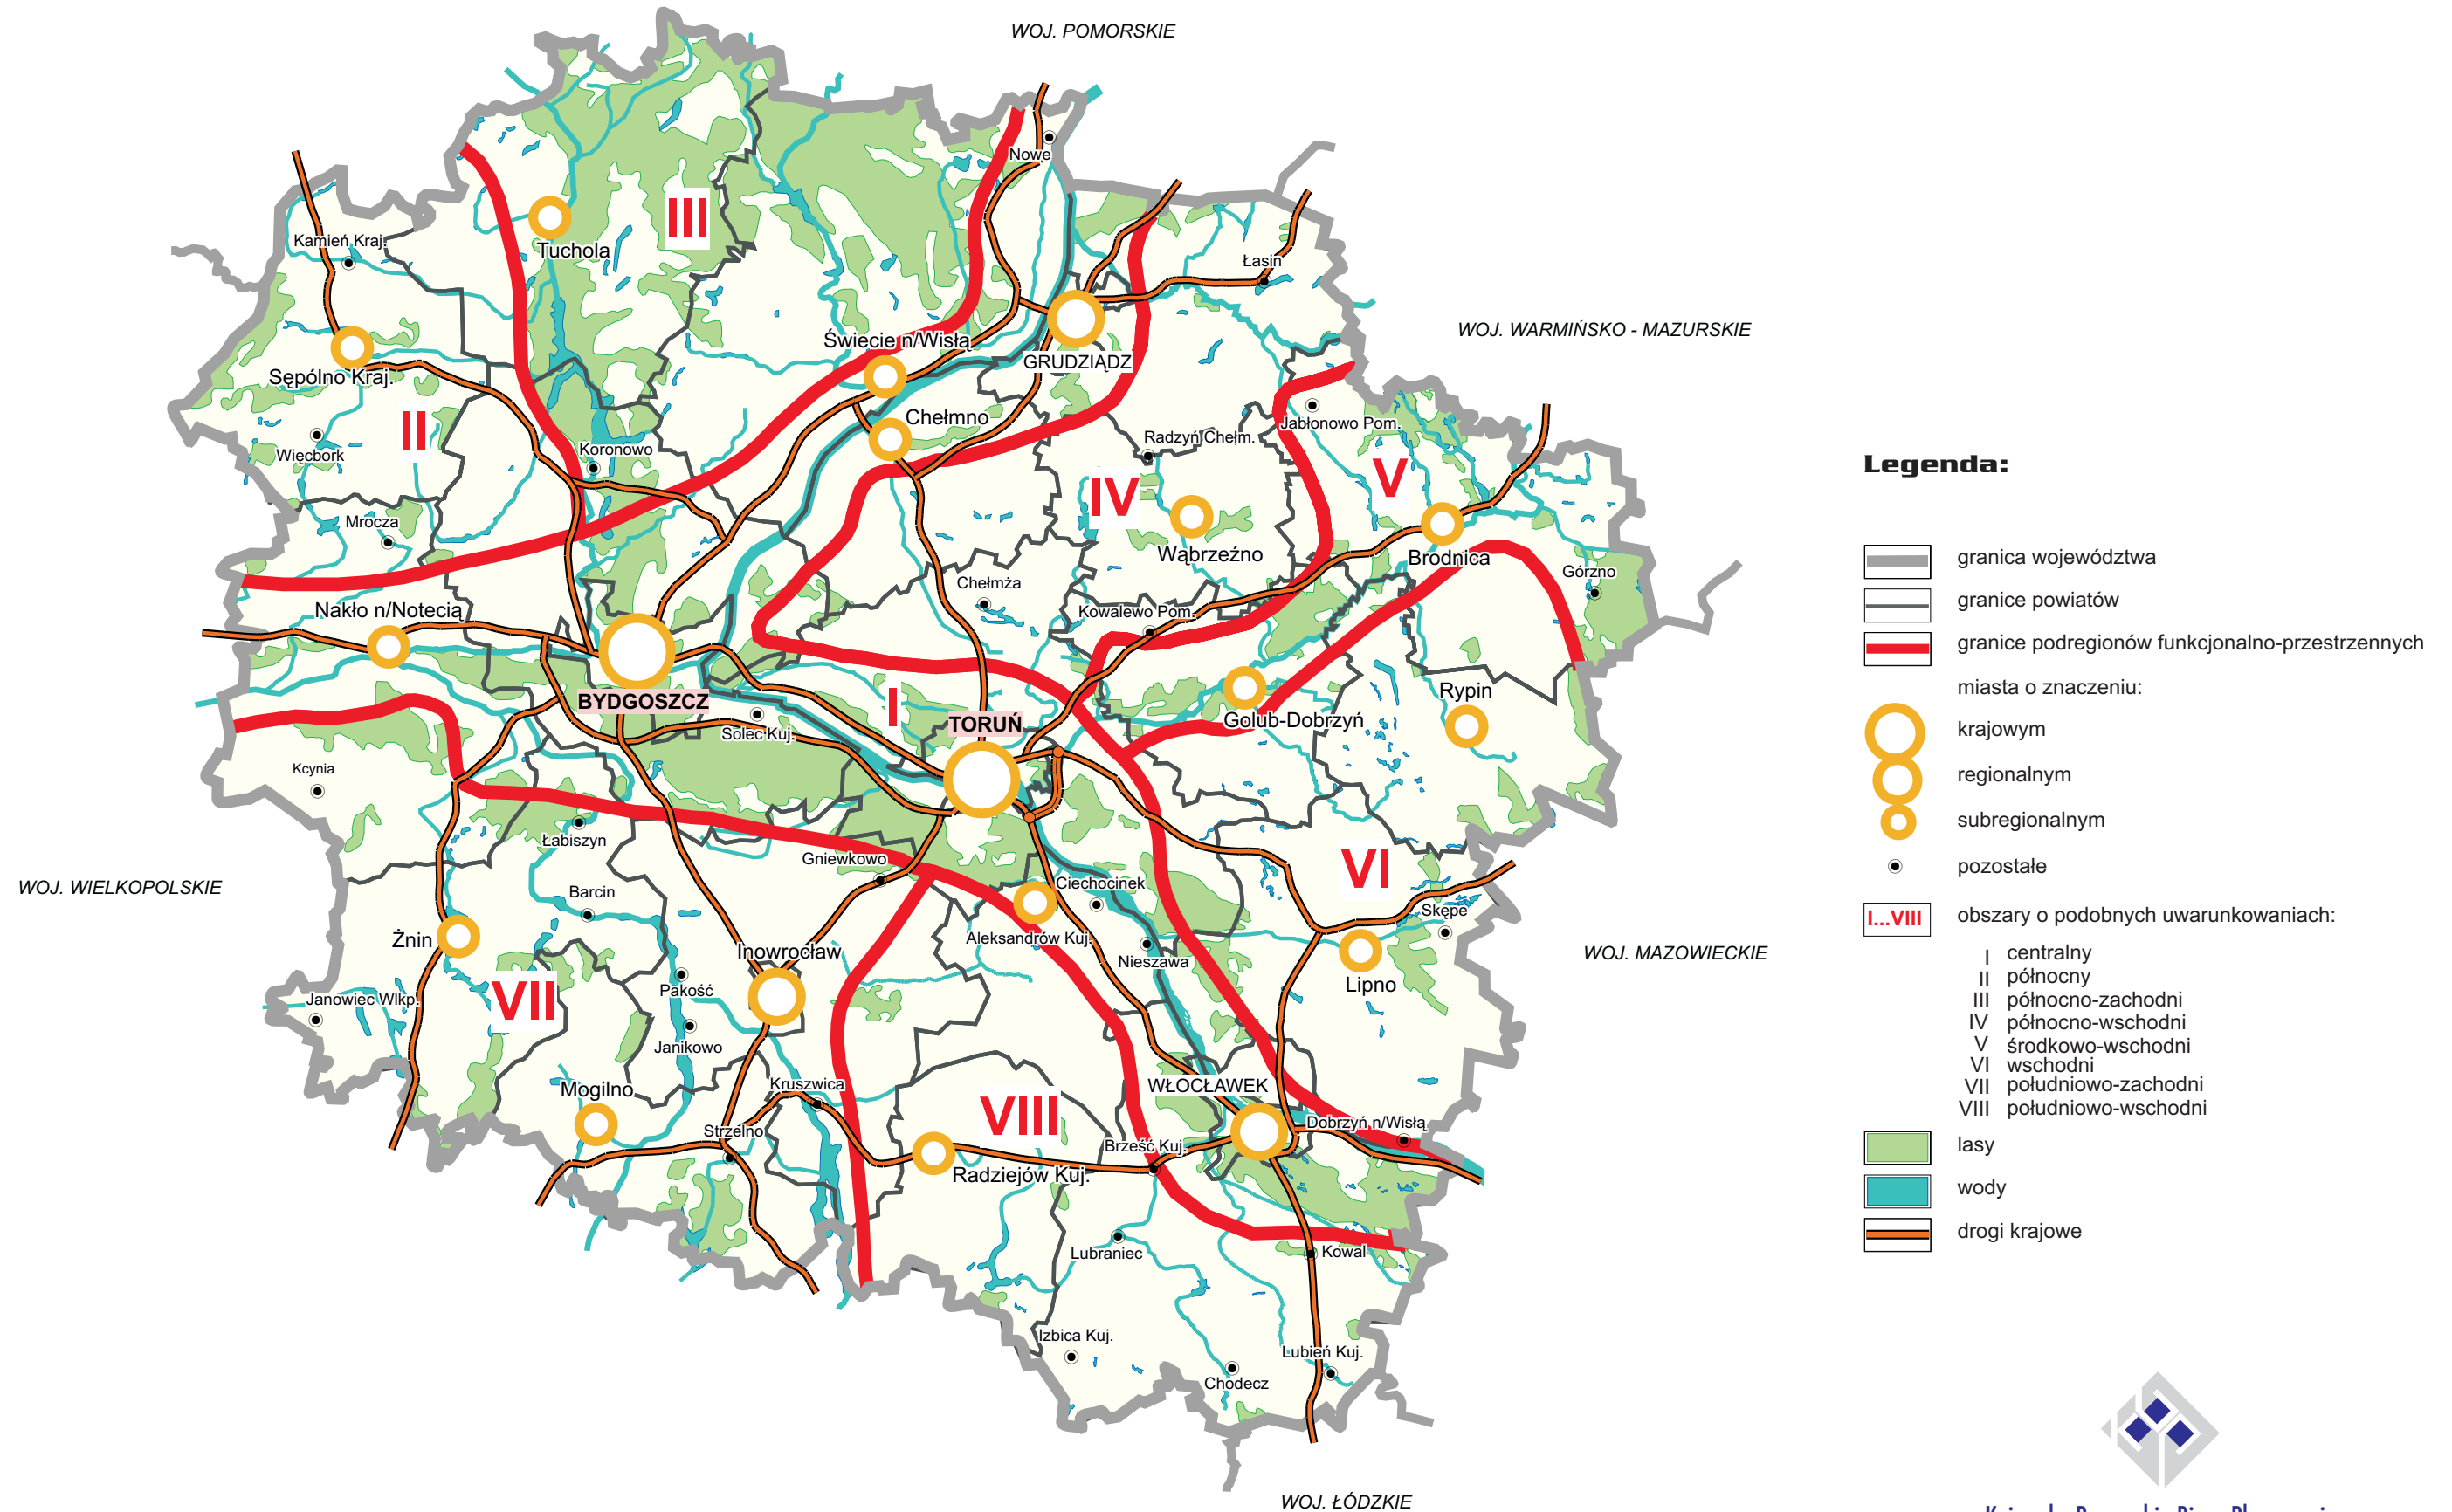 WOJ. POMORSKIE
Nowe
Kamień Kraj.
Tuchola
III
Łasin
WOJ. WARMIŃSKO - MAZURSKIE
Świecie n/Wisłą
GRUDZIĄDZ
Sępólno Kraj.
II
Chełmno
Jabłonowo Pom.
Radzyń Chełm.
Więcbork
Koronowo
IV
V
Mrocza
Wąbrzeźno
Brodnica
Górzno
Chełmża
Nakło n/Notecią
Kowalewo Pom.
BYDGOSZCZ
I
Rypin
TORUŃ
Golub-Dobrzyń
Solec Kuj.
Kcynia
Łabiszyn
Gniewkowo
VI
WOJ. WIELKOPOLSKIE
Ciechocinek
Barcin
Skępe
Żnin
Aleksandrów Kuj.
Inowrocław
WOJ. MAZOWIECKIE
Nieszawa
Lipno
Pakość
Janowiec Wlkp.
VII
Janikowo
Mogilno
Kruszwica
WŁOCŁAWEK
VIII
Dobrzyń n/Wisłą
Strzelno
Brześć Kuj.
Radziejów Kuj.
Lubraniec
Kowal
Izbica Kuj.
Lubień Kuj.
Chodecz
WOJ. ŁÓDZKIE
Legenda:
granica województwa
granice powiatów
granice podregionów funkcjonalno-przestrzennych
miasta o znaczeniu:
krajowym
regionalnym
subregionalnym
pozostałe
I...VIII obszary o podobnych uwarunkowaniach:
I centralny
II północny
III północno-zachodni
IV północno-wschodni
V środkowo-wschodni
VI wschodni
VII południowo-zachodni
VIII południowo-wschodni
lasy
wody
drogi krajowe